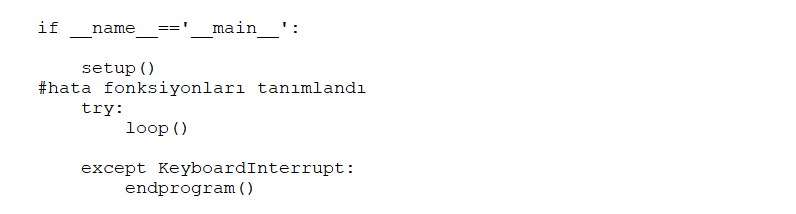 if __name__=='__main__':
    setup()
#hata fonksiyonları tanımlandı
    try:
        loop()
    except KeyboardInterrupt:
        endprogram()